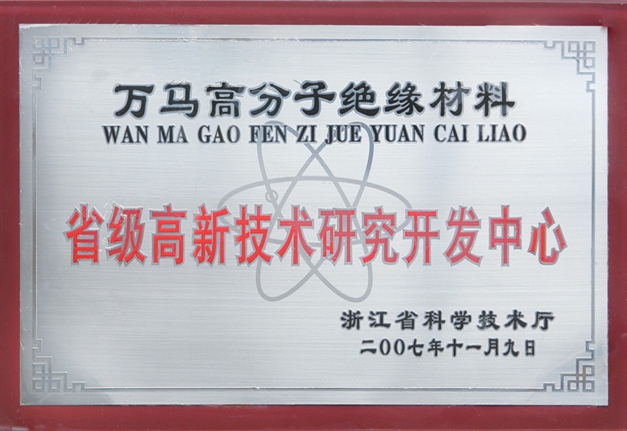 万马高分子绝缘材料
WAN MA GAO FEN ZI JUE YUAN CAI LIAO
省级高新技术研究开发中心
浙江省科学技术厅
二00七年十一月九日